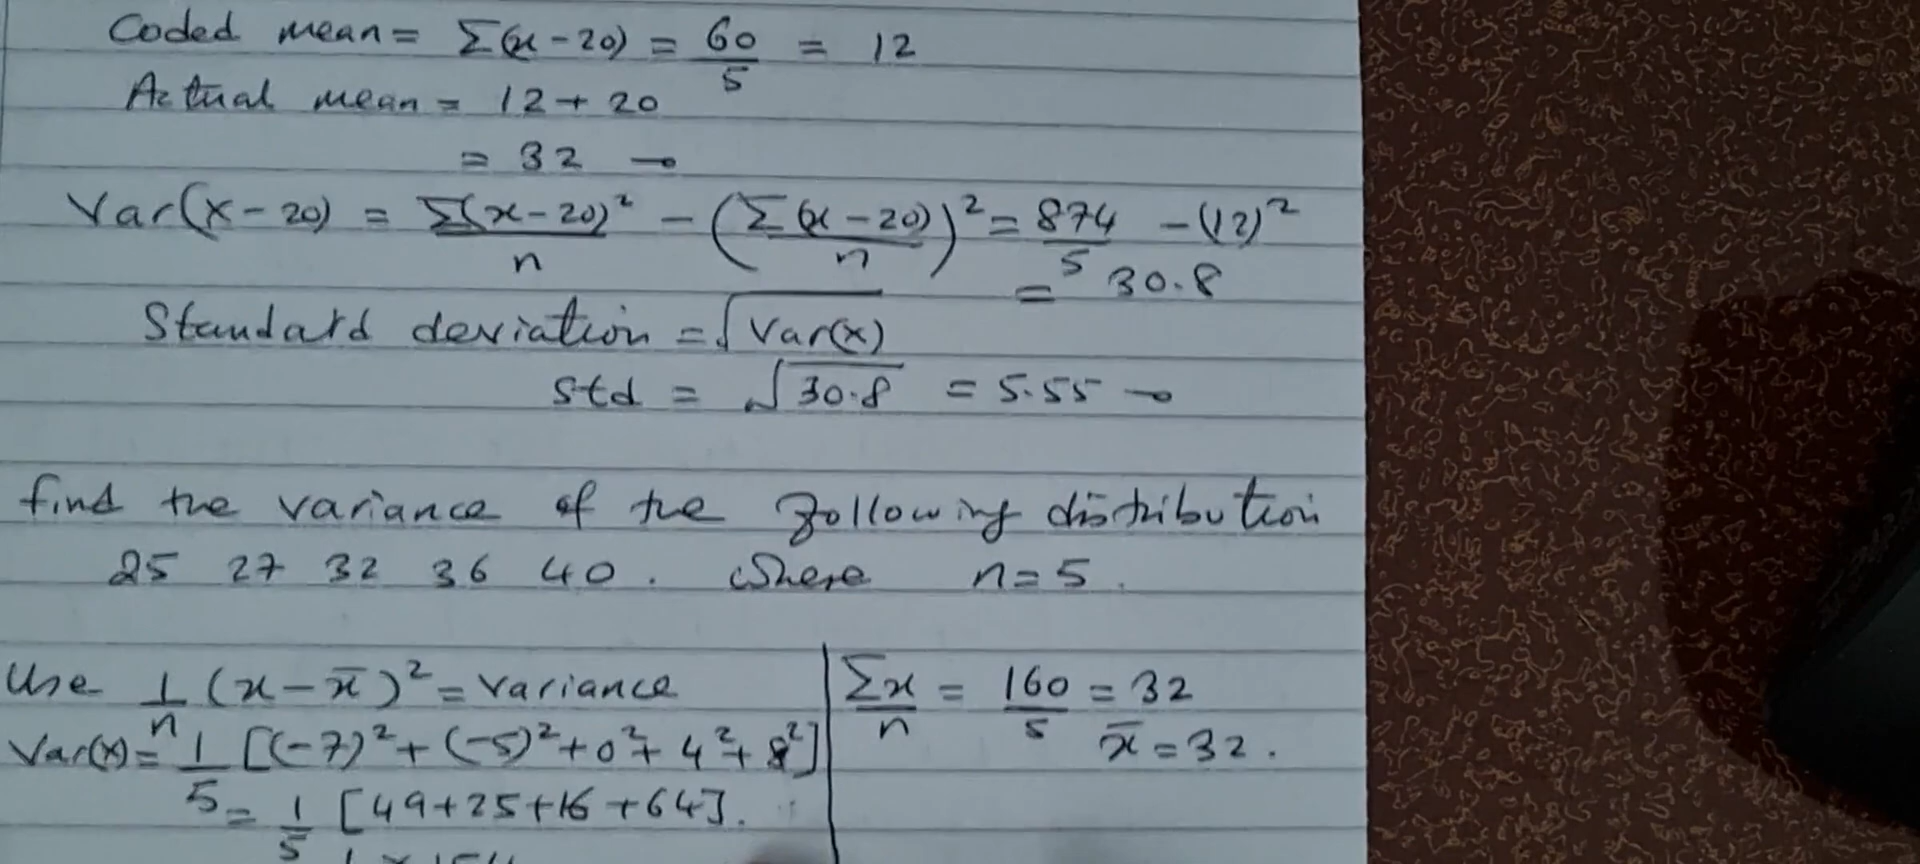 Coded mean = Σ(x-20) = 60/5 = 12
Actual mean = 12 + 20
= 32
Var(x-20) = Σ(x-20)²/n - (Σ(x-20)/n)² = 874/5 - (12)²
= 30.8
Standard deviation = √Var(x)
std = √30.8 = 5.55
find the variance of the following distribution
25 27 32 36 40. where n=5.
Use 1/n (x-x̄)² = variance
Var(x) = 1/5 [(-7)²+(-5)²+0²+4²+8²]
= 1/5 [49+25+16+64].
Σx/n = 160/5 = 32
x̄ = 32.